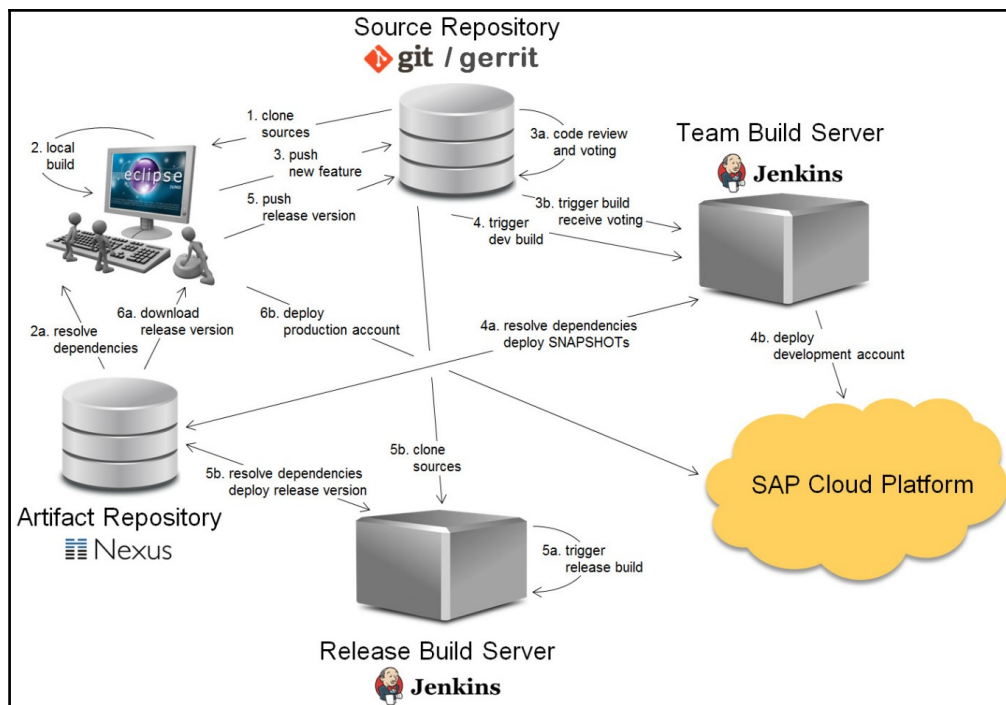 Source Repository
git / gerrit
1. clone
sources
2. local
build
3. push
new feature
3a. code review
and voting
Team Build Server
Jenkins
eclipse
5. push
release version
3b. trigger build
receive voting
4. trigger
dev build
6a. download
release version
6b. deploy
production account
2a. resolve
dependencies
4a. resolve dependencies
deploy SNAPSHOTs
4b. deploy
development account
5b. clone
sources
5b. resolve dependencies
deploy release version
SAP Cloud Platform
Artifact Repository
Nexus
5a. trigger
release build
Release Build Server
Jenkins